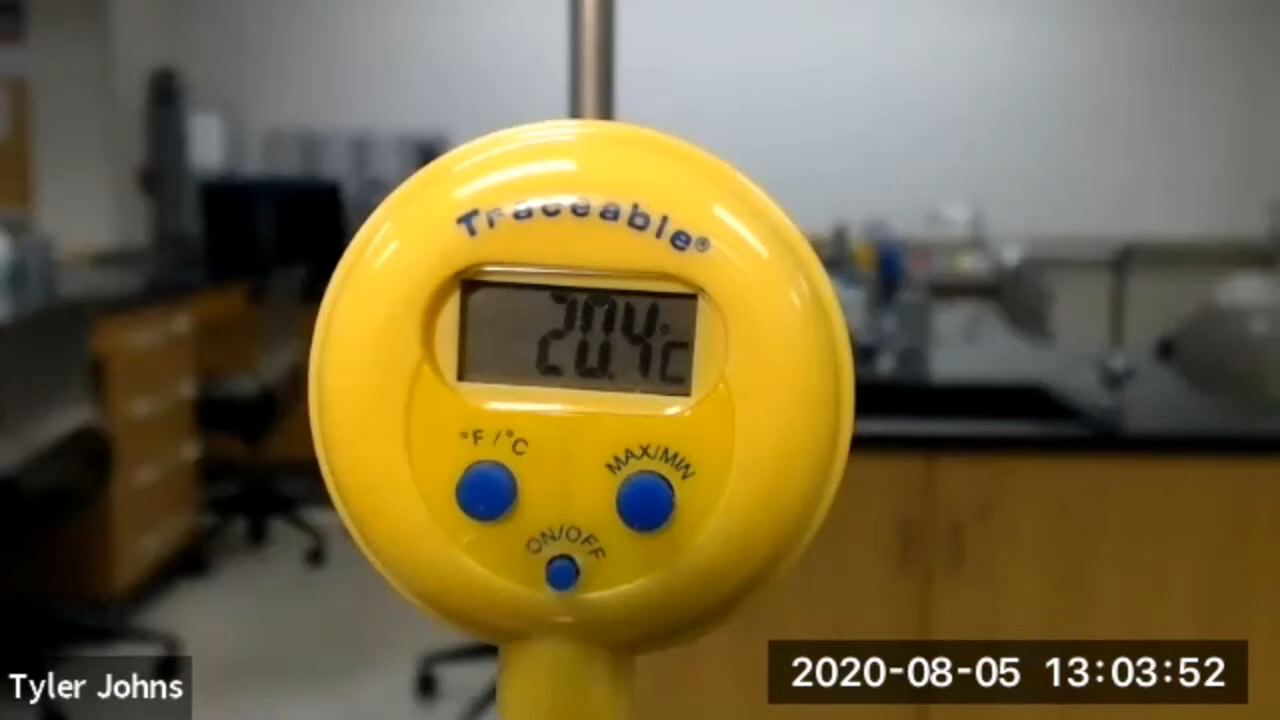 Traceable®
20.4°C
°F/°C
MAX/MIN
ON/OFF
Tyler Johns
2020-08-05 13:03:52